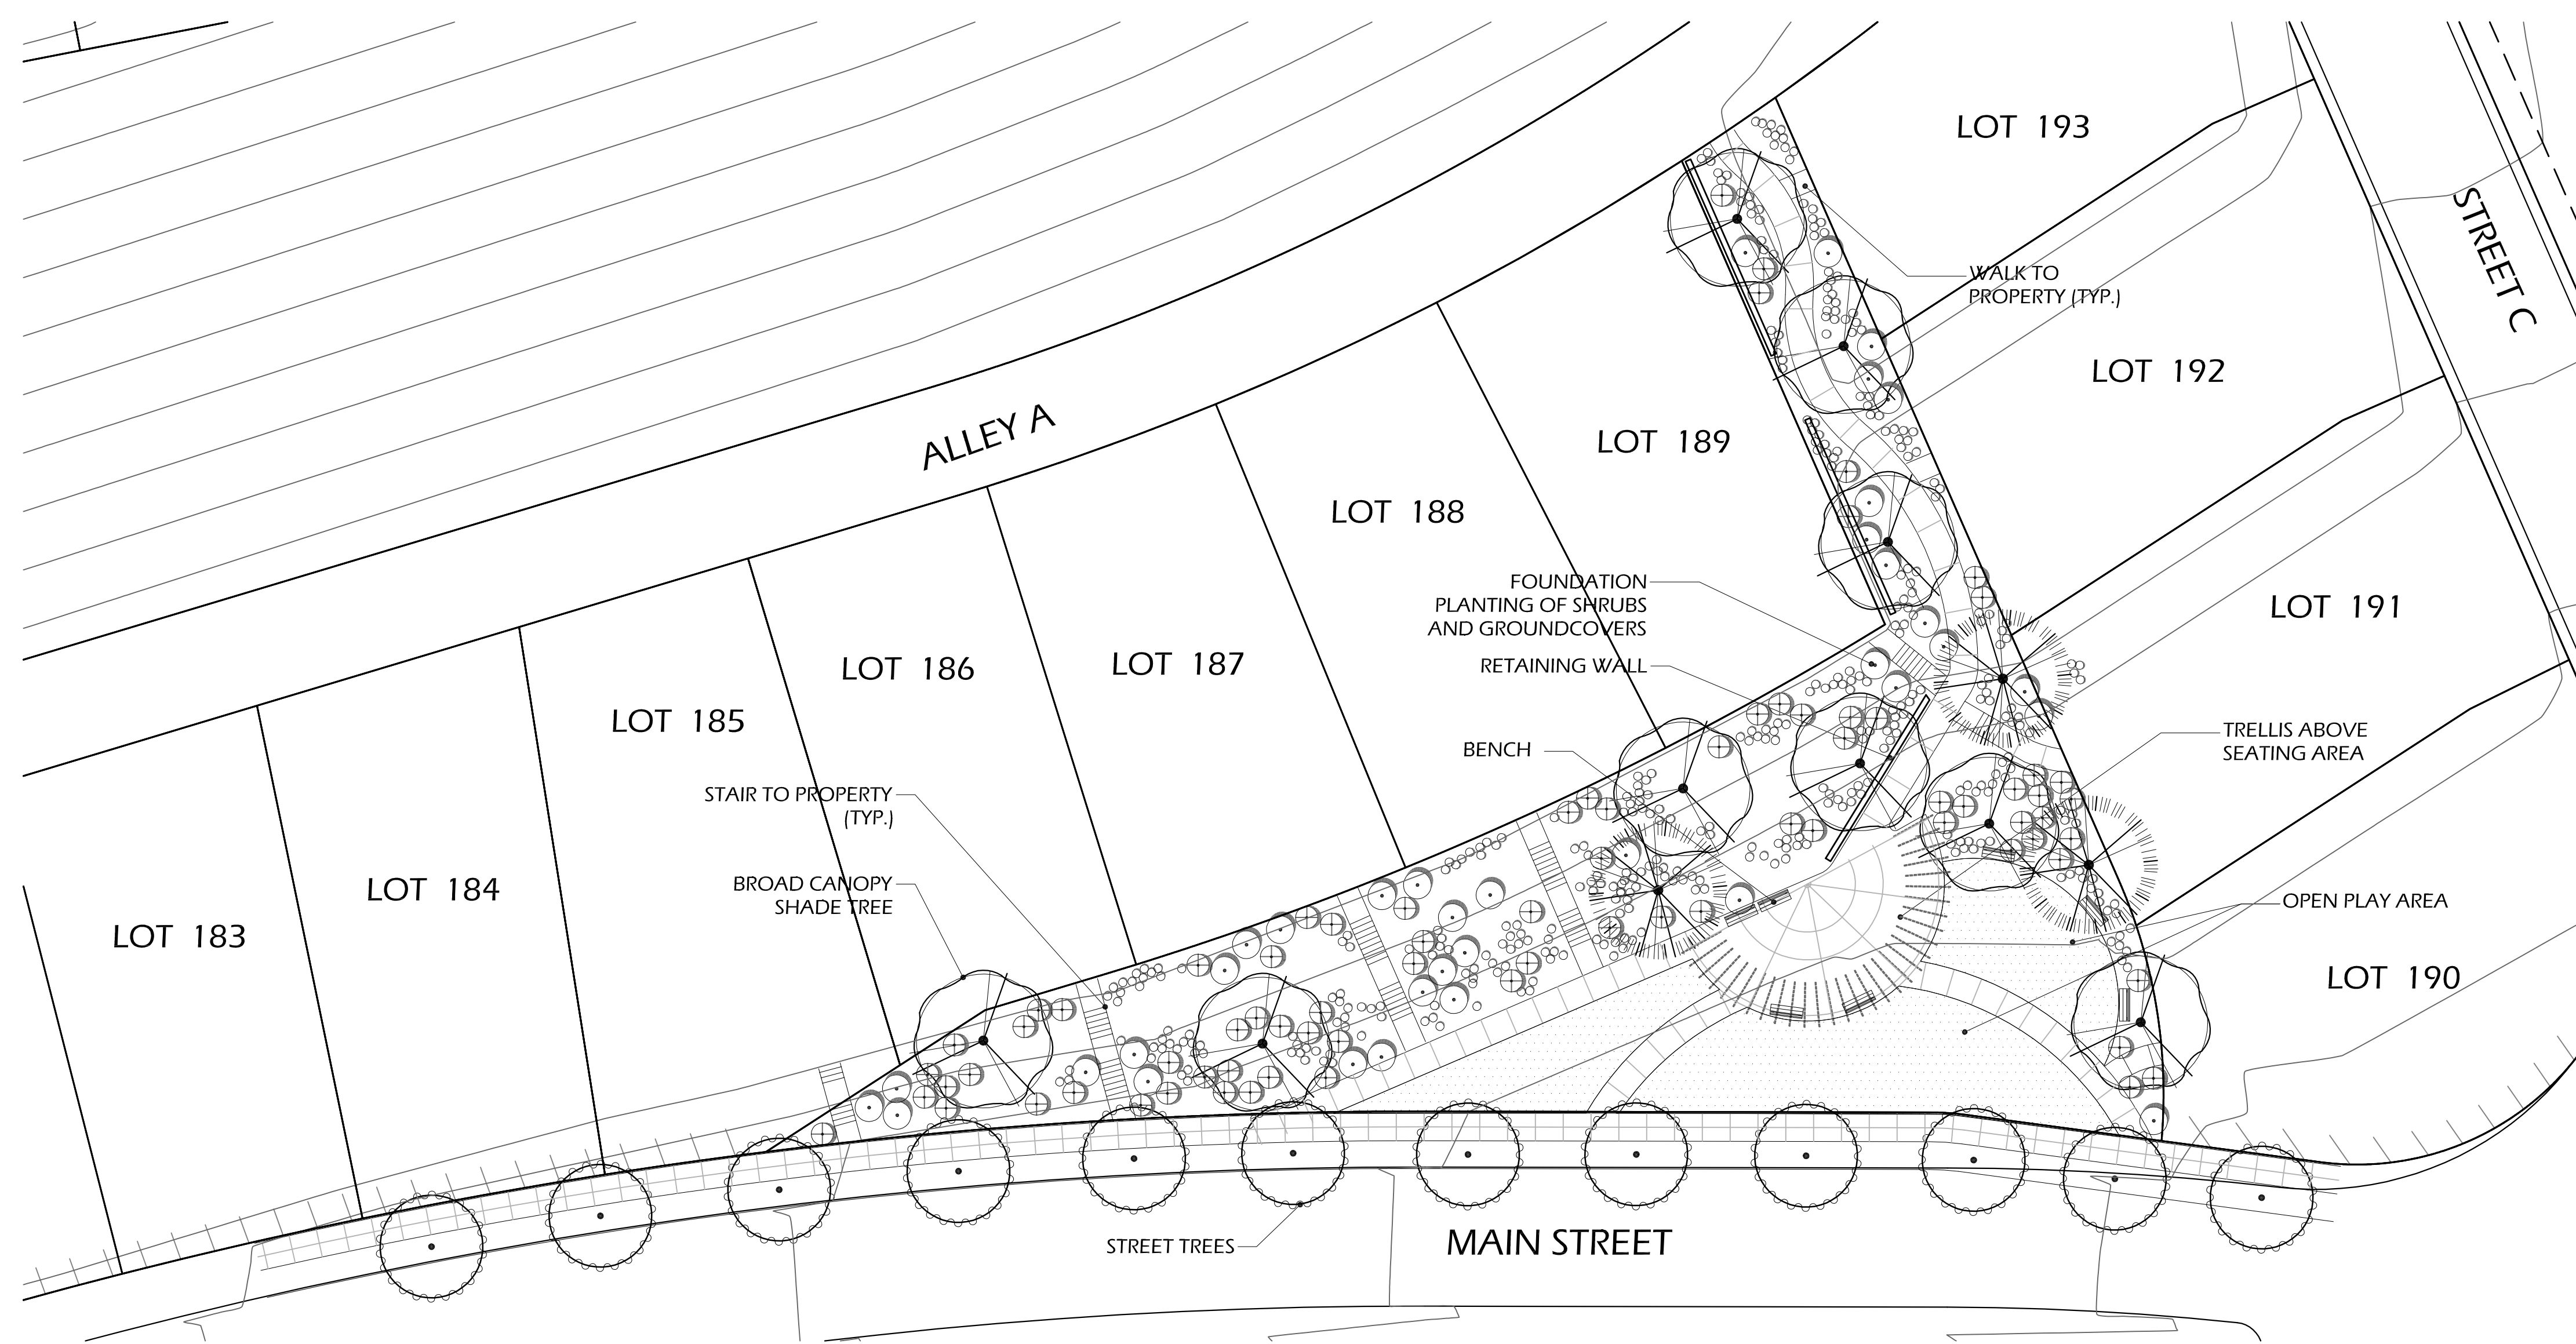 LOT 193
STREET C
WALK TO
PROPERTY (TYP.)
LOT 192
ALLEY A
LOT 189
LOT 188
FOUNDATION
PLANTING OF SHRUBS
AND GROUNDCOVERS
RETAINING WALL
LOT 191
LOT 187
LOT 186
LOT 185
BENCH
TRELLIS ABOVE
SEATING AREA
STAIR TO PROPERTY
(TYP.)
BROAD CANOPY
SHADE TREE
LOT 184
LOT 183
OPEN PLAY AREA
LOT 190
STREET TREES
MAIN STREET